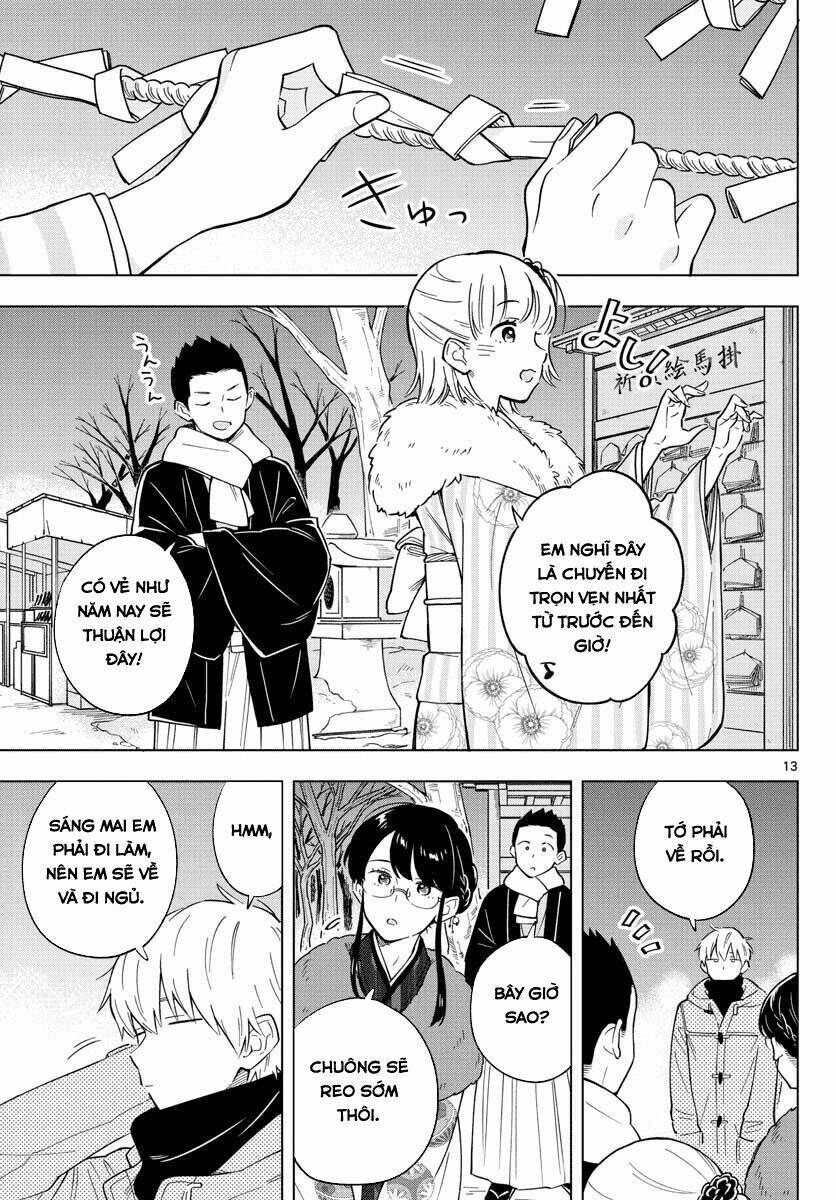 きゅっ
よし!
祈 絵馬掛
EM NGHĨ ĐÂY
LÀ CHUYẾN ĐI
TRỌN VẸN NHẤT
TỪ TRƯỚC ĐẾN
GIỜ!
うんうん
CÓ VẺ NHƯ
NĂM NAY SẼ
THUẬN LỢI
ĐÂY!
13
TỚ PHẢI
VỀ RỒI.
BÂY GIỜ
SAO?
CHUÔNG SẼ
REO SỚM
THÔI.
HMM,
SÁNG MAI EM
PHẢI ĐI LÀM,
NÊN EM SẼ VỀ
VÀ ĐI NGỦ.